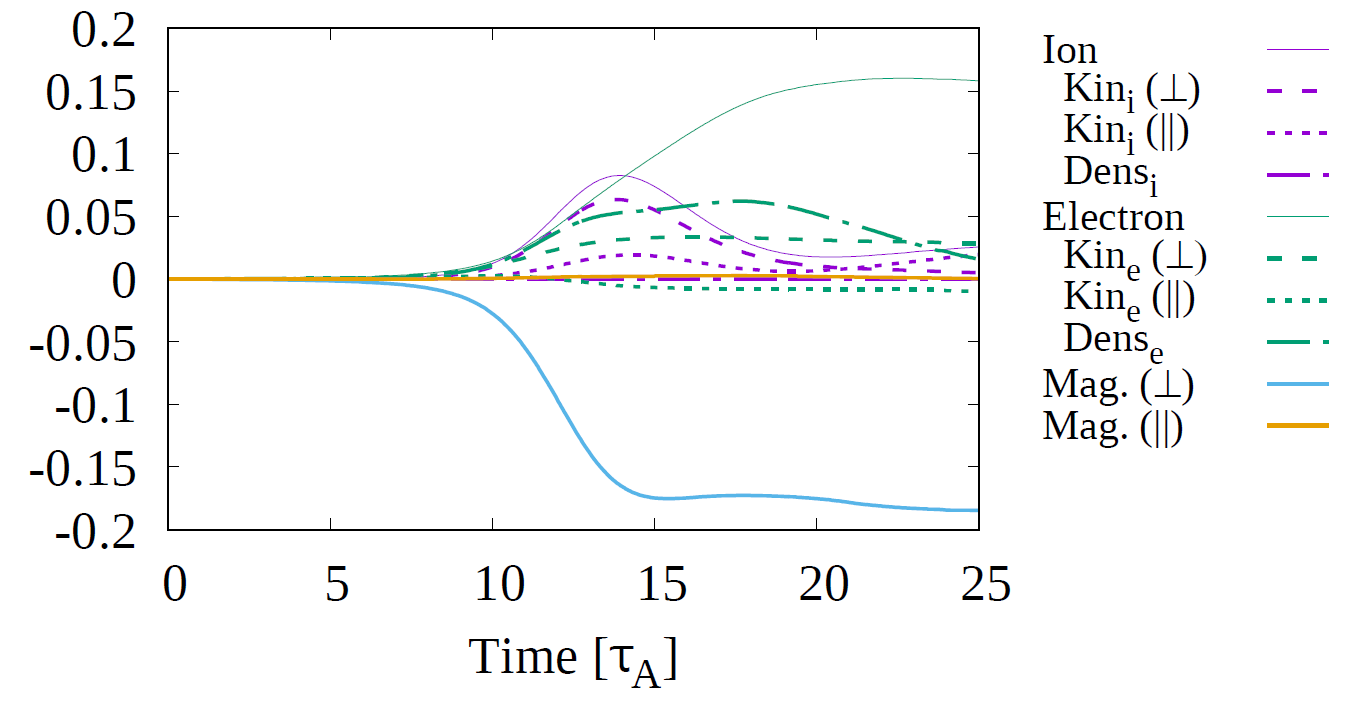 0.2
0.15
0.1
0.05
0
-0.05
-0.1
-0.15
-0.2
0
5
10
15
20
25
Time [τA]
Ion
Kini (⊥)
Kini (||)
Densi
Electron
Kine (⊥)
Kine (||)
Dense
Mag. (⊥)
Mag. (||)